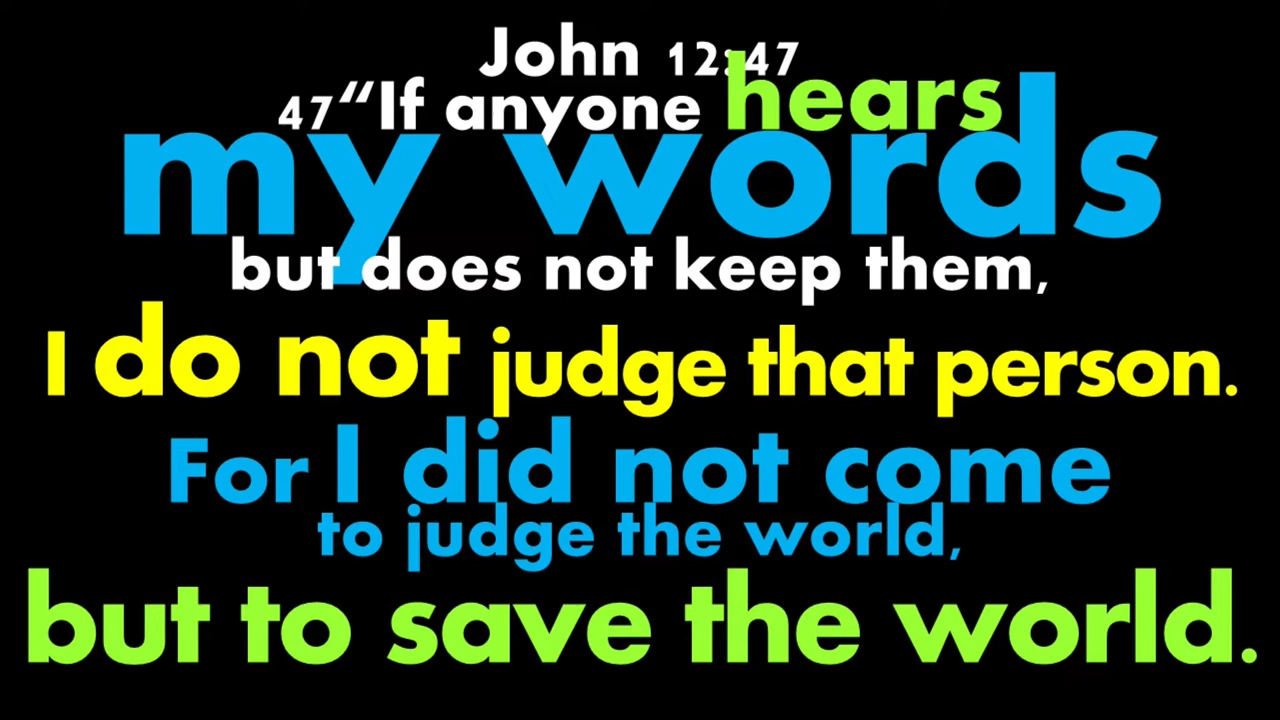 John 12:47
47“If anyone hears
my words
but does not keep them,
I do not judge that person.
For I did not come
to judge the world,
but to save the world.